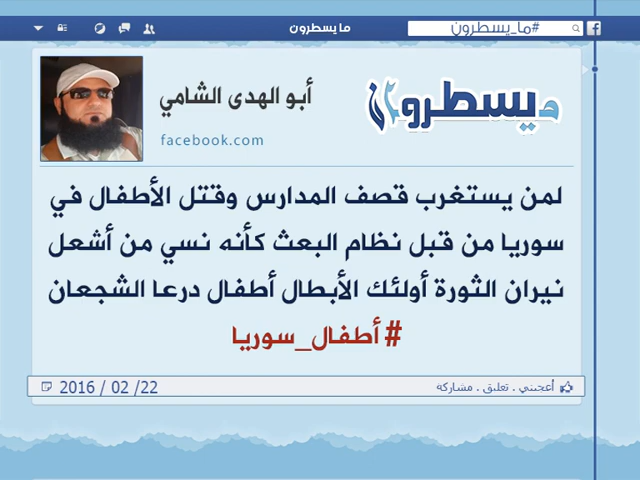 ما يسطرون
#ما_يسطرون
أبو الهدى الشامي
facebook.com
ما يسطرون
لمن يستغرب قصف المدارس وقتل الأطفال في
سوريا من قبل نظام البعث كأنه نسي من أشعل
نيران الثورة أولئك الأبطال أطفال درعا الشجعان
#أطفال_سوريا
أعجبني . تعليق . مشاركة
2016 / 02 /22